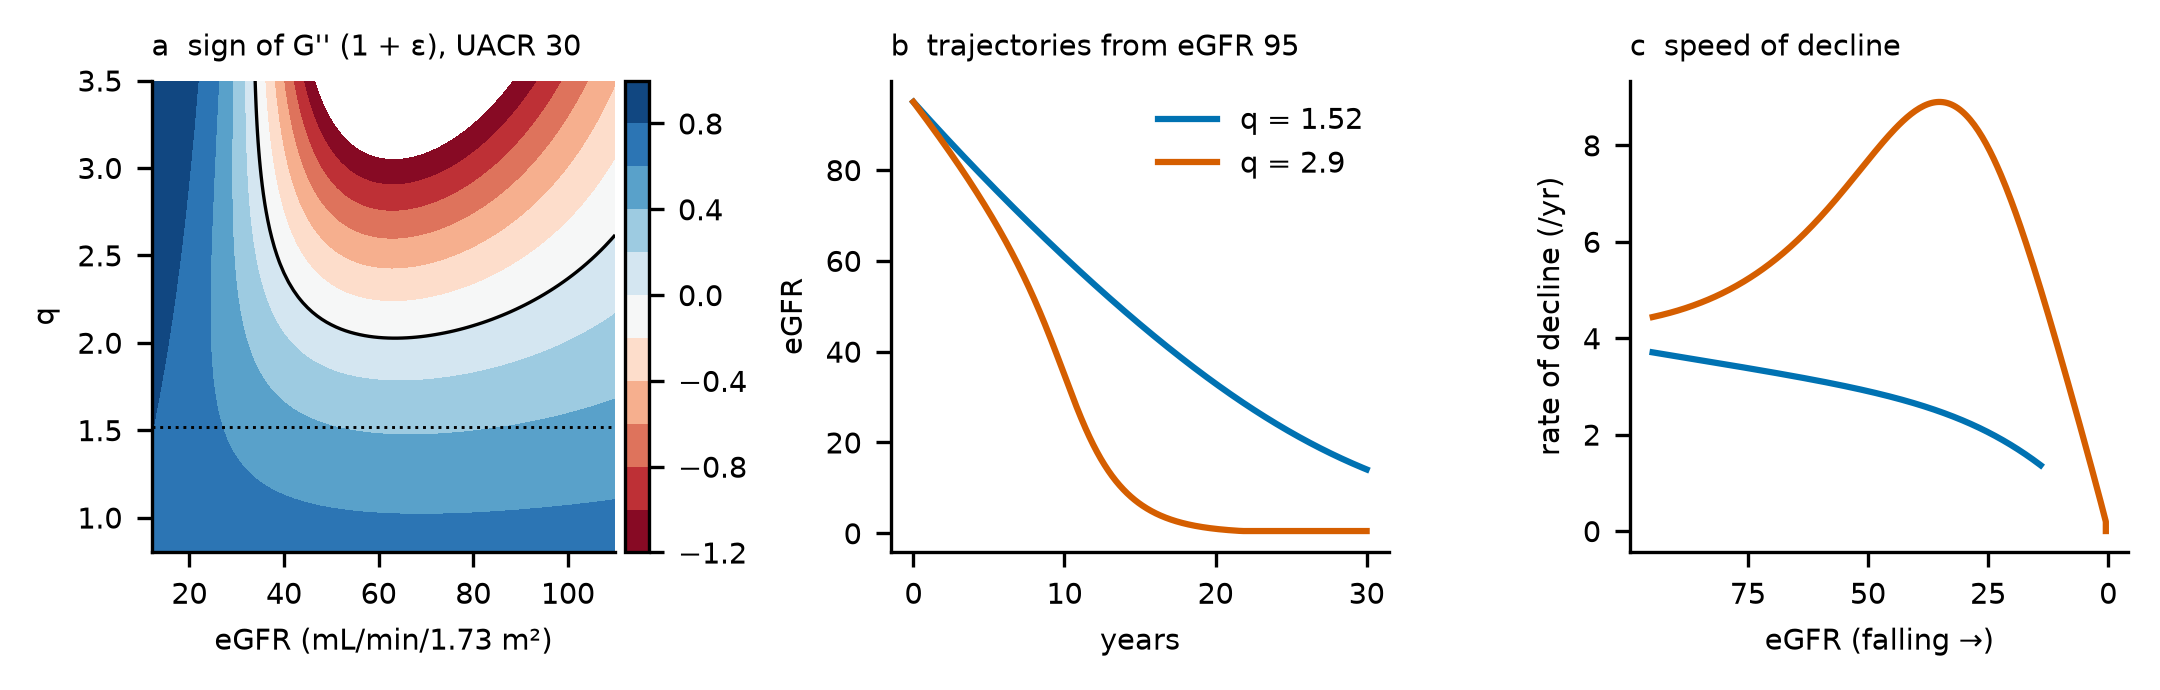 a  sign of G'' (1 + ε), UACR 30
3.5
3.0
2.5
2.0
1.5
1.0
q
20 40 60 80 100
eGFR (mL/min/1.73 m²)
0.8
0.4
0.0
−0.4
−0.8
−1.2
b  trajectories from eGFR 95
q = 1.52
q = 2.9
80
60
40
20
0
eGFR
0 10 20 30
years
c  speed of decline
8
6
4
2
0
rate of decline (/yr)
75 50 25 0
eGFR (falling →)